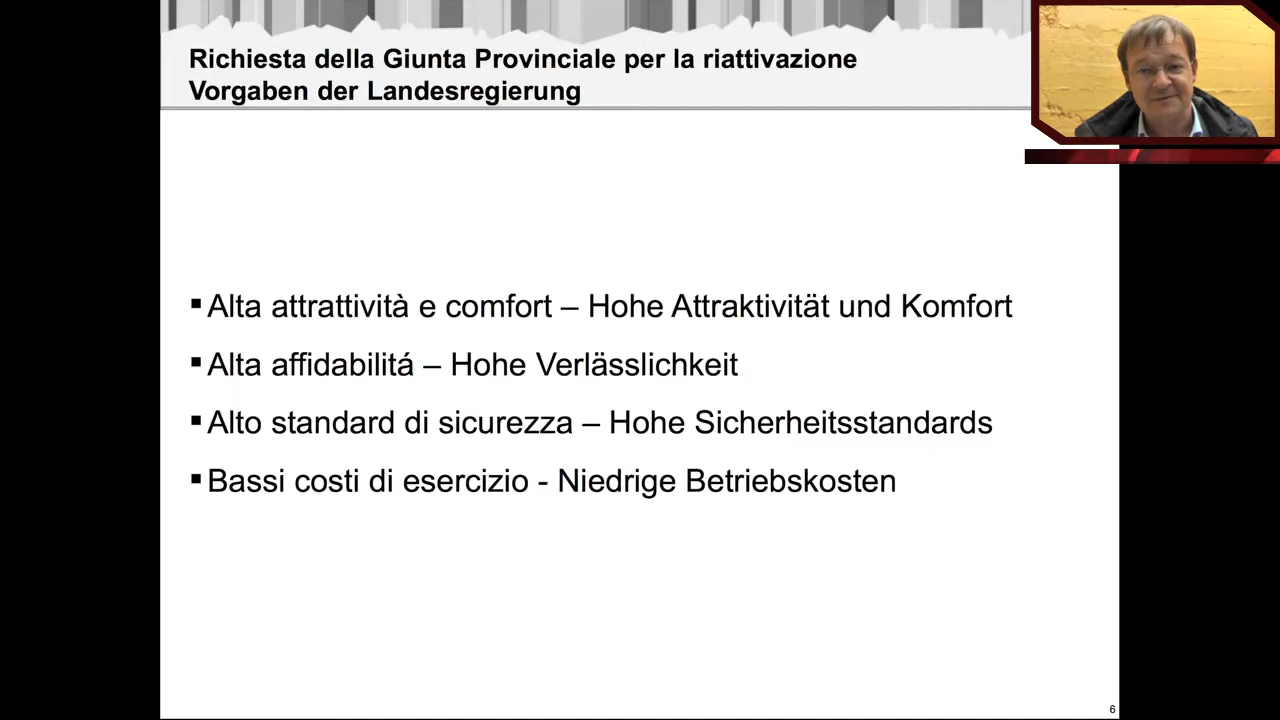 Richiesta della Giunta Provinciale per la riattivazione
Vorgaben der Landesregierung
▪ Alta attrattività e comfort – Hohe Attraktivität und Komfort
▪ Alta affidabilitá – Hohe Verlässlichkeit
▪ Alto standard di sicurezza – Hohe Sicherheitsstandards
▪ Bassi costi di esercizio - Niedrige Betriebskosten
6